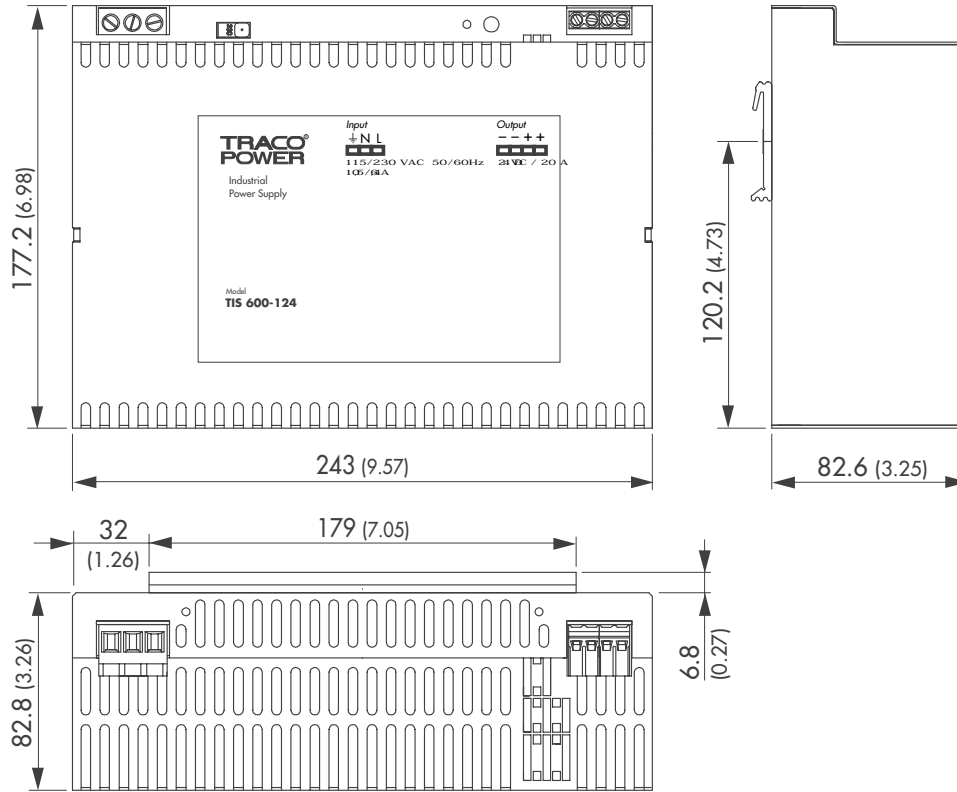 TRACO®
POWER
Industrial
Power Supply
Input
N L
115/230 VAC 50/60Hz
Output
− − + +
/ 20 A
Model
TIS 600-124
177.2 (6.98)
243 (9.57)
120.2 (4.73)
82.6 (3.25)
32
(1.26)
179 (7.05)
6.8
(0.27)
82.8 (3.26)